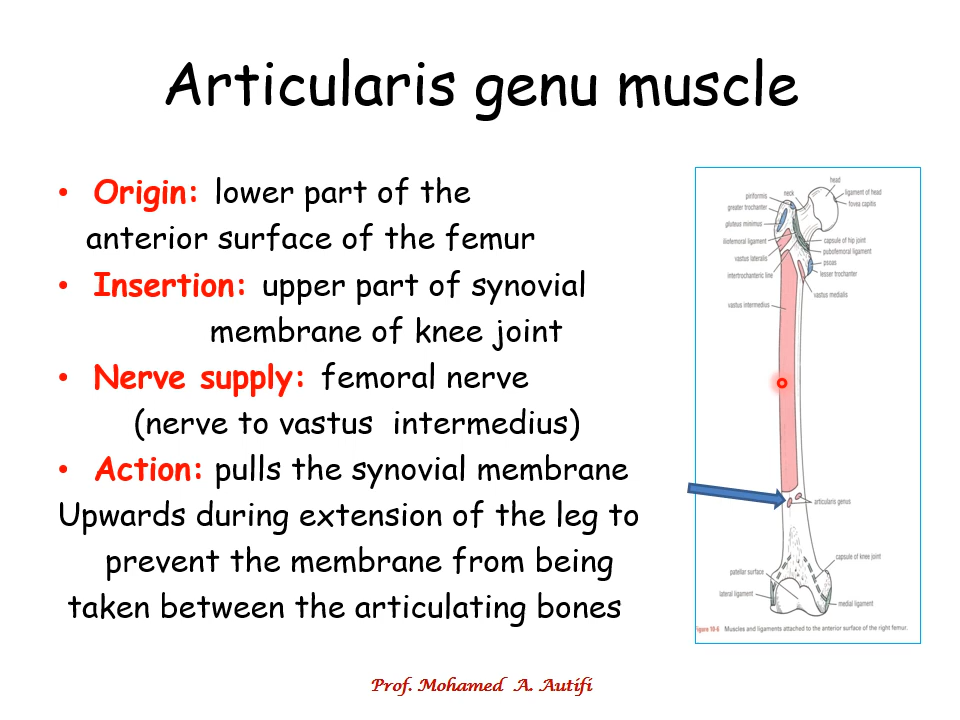 Articularis genu muscle
• Origin: lower part of the
anterior surface of the femur
• Insertion: upper part of synovial
membrane of knee joint
• Nerve supply: femoral nerve
(nerve to vastus intermedius)
• Action: pulls the synovial membrane
Upwards during extension of the leg to
prevent the membrane from being
taken between the articulating bones
head
neck
piriformis
ligament of head
greater trochanter
fovea capitis
gluteus minimus
iliofemoral ligament
capsule of hip joint
pubofemoral ligament
vastus lateralis
psoas
intertrochanteric line
lesser trochanter
vastus medialis
vastus intermedius
articularis genus
capsule of knee joint
patellar surface
lateral ligament
medial ligament
Figure 10-6 Muscles and ligaments attached to the anterior surface of the right femur.
Prof. Mohamed A. Autifi